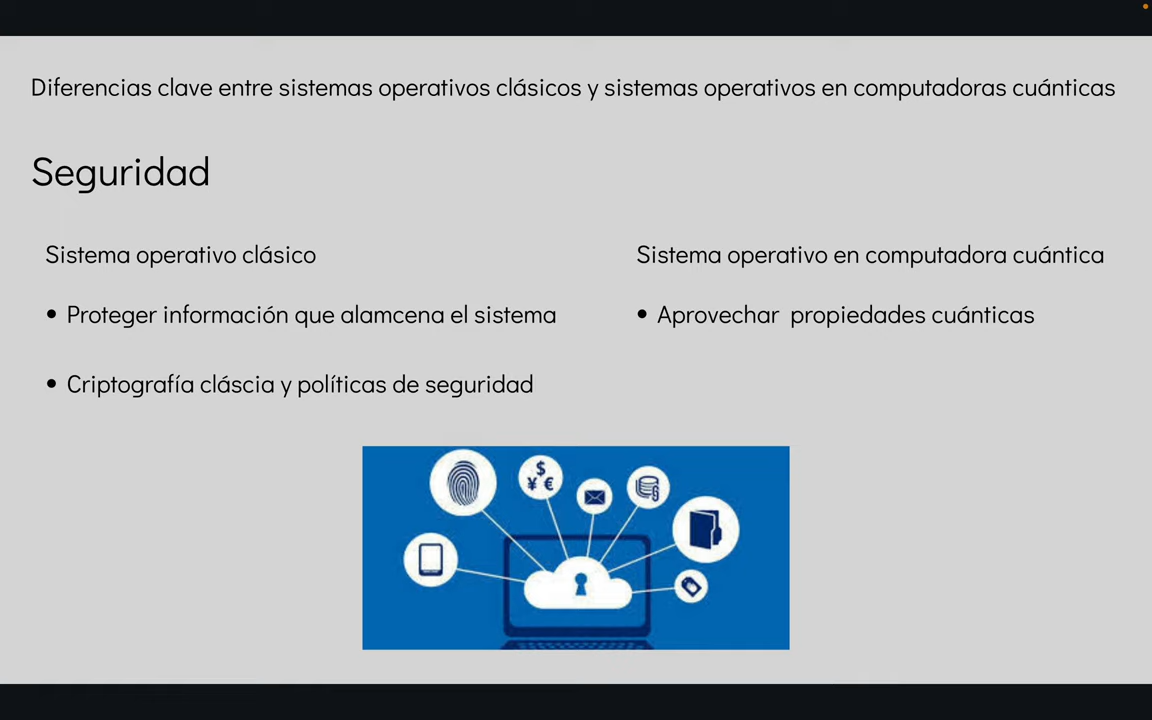 Diferencias clave entre sistemas operativos clásicos y sistemas operativos en computadoras cuánticas
Seguridad
Sistema operativo clásico
• Proteger información que alamcena el sistema
• Criptografía cláscia y políticas de seguridad
Sistema operativo en computadora cuántica
• Aprovechar propiedades cuánticas
$
¥ €